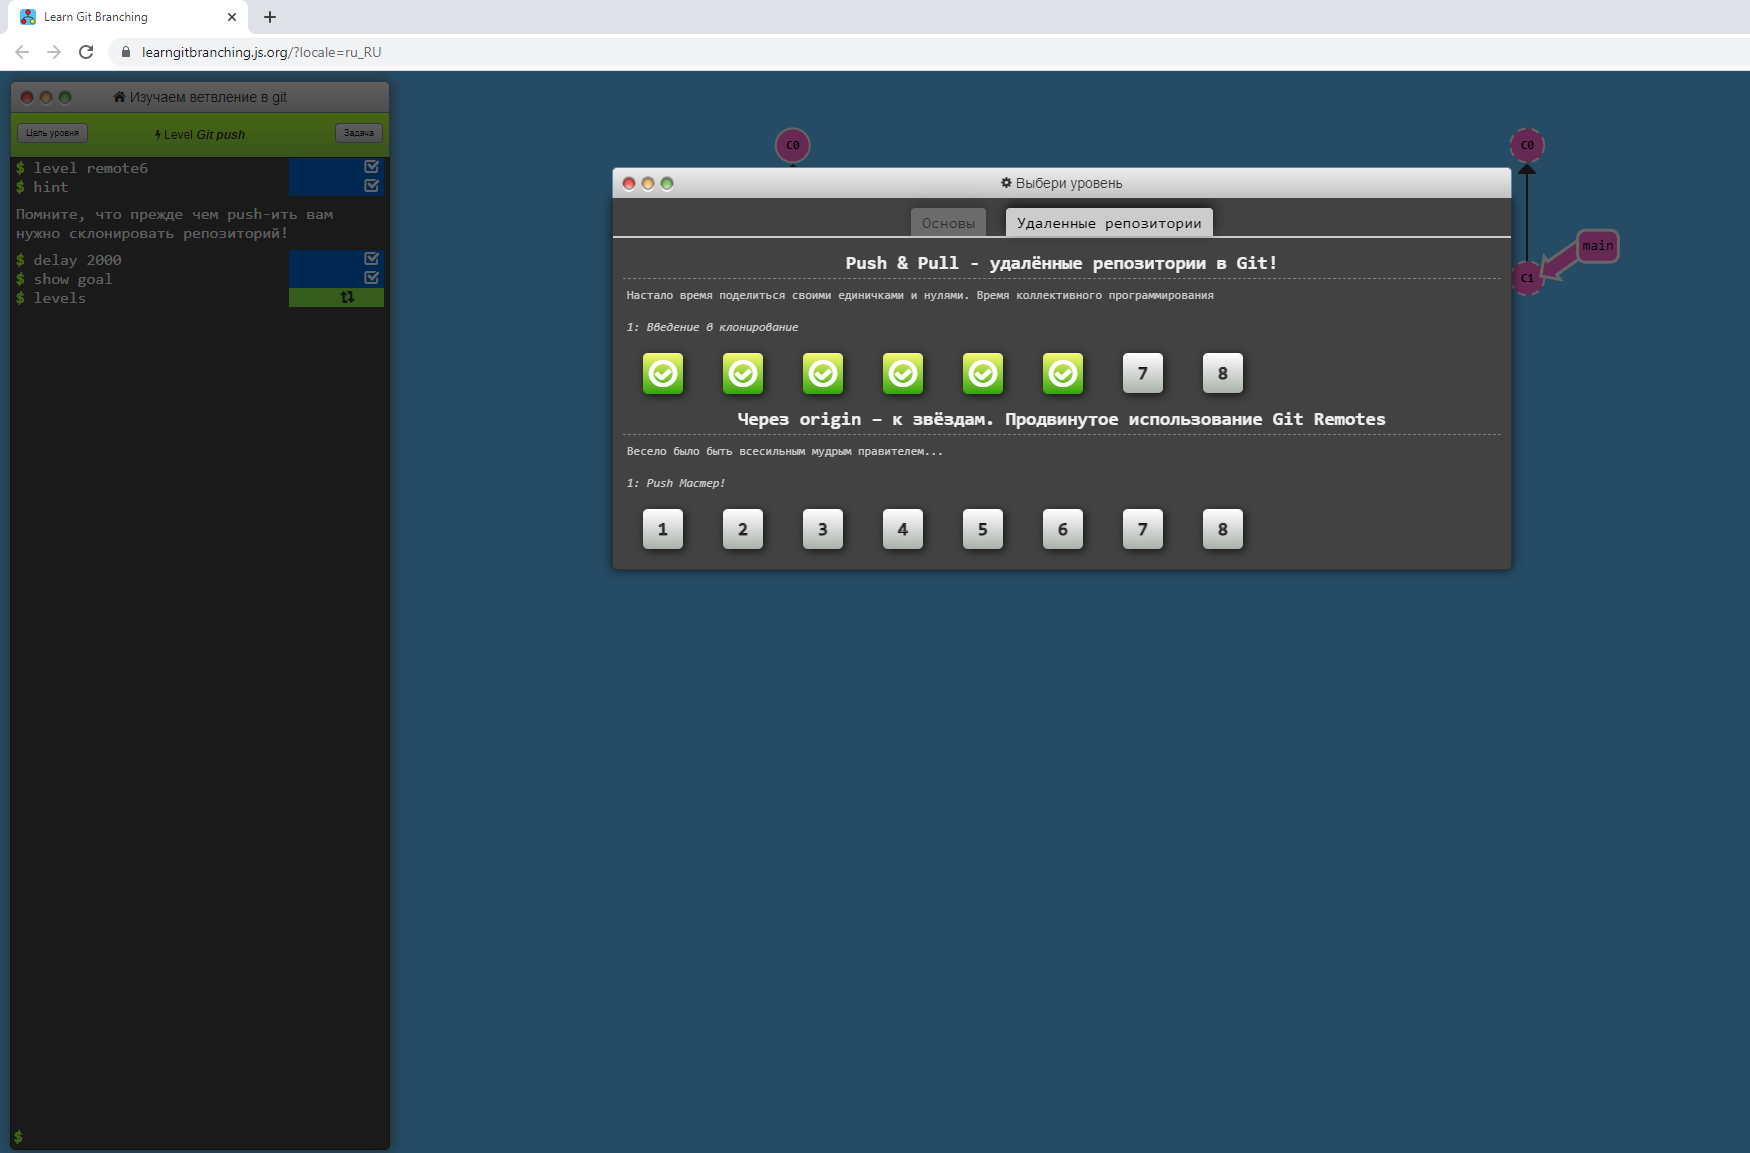 Learn Git Branching
learngitbranching.js.org/?locale=ru_RU
Изучаем ветвление в git
Цель уровня
Level Git push
Задача
$ level remote6
$ hint
Помните, что прежде чем push-ить вам
нужно склонировать репозиторий!
$ delay 2000
$ show goal
$ levels
$
C0
C0
main
C1
Выбери уровень
Основы
Удаленные репозитории
Push & Pull - удалённые репозитории в Git!
Настало время поделиться своими единичками и нулями. Время коллективного программирования
1: Введение в клонирование
7 8
Через origin – к звёздам. Продвинутое использование Git Remotes
Весело было быть всесильным мудрым правителем...
1: Push Мастер!
1 2 3 4 5 6 7 8